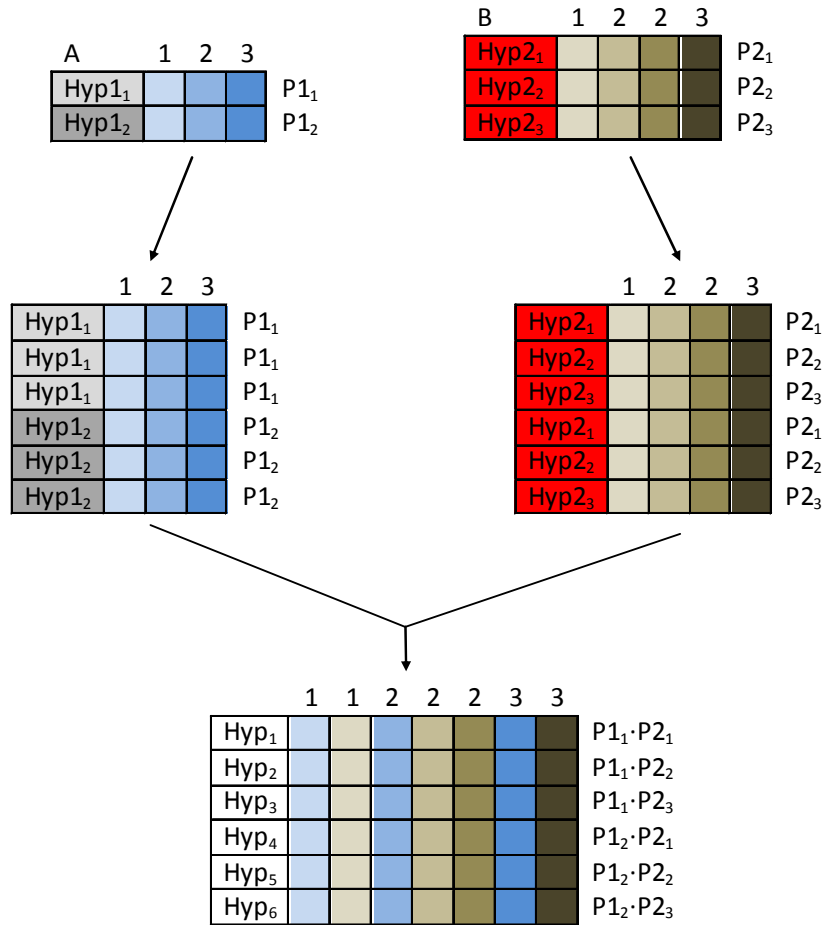 A 1 2 3
Hyp1₁ P1₁
Hyp1₂ P1₂
B 1 2 2 3
Hyp2₁ P2₁
Hyp2₂ P2₂
Hyp2₃ P2₃
1 2 3
Hyp1₁ P1₁
Hyp1₁ P1₁
Hyp1₁ P1₁
Hyp1₂ P1₂
Hyp1₂ P1₂
Hyp1₂ P1₂
1 2 2 3
Hyp2₁ P2₁
Hyp2₂ P2₂
Hyp2₃ P2₃
Hyp2₁ P2₁
Hyp2₂ P2₂
Hyp2₃ P2₃
1 1 2 2 2 3 3
Hyp₁ P1₁·P2₁
Hyp₂ P1₁·P2₂
Hyp₃ P1₁·P2₃
Hyp₄ P1₂·P2₁
Hyp₅ P1₂·P2₂
Hyp₆ P1₂·P2₃